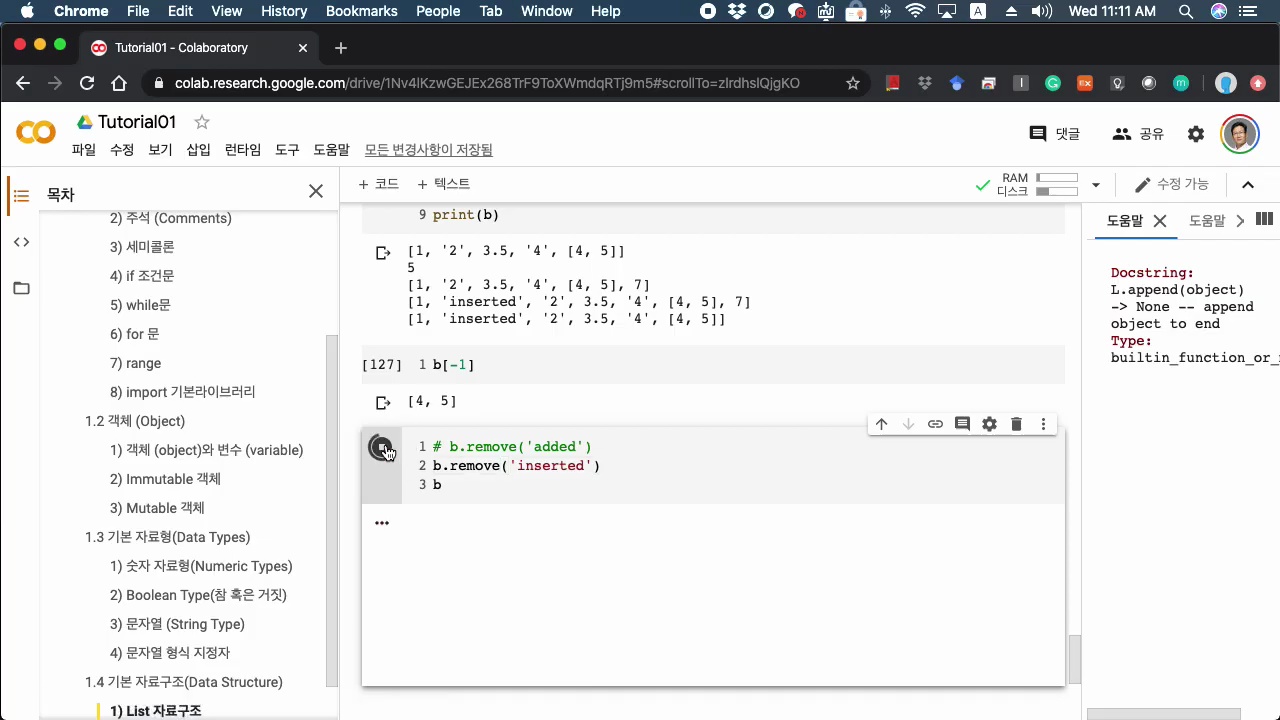 Chrome File Edit View History Bookmarks People Tab Window Help Wed 11:11 AM
Tutorial01 - Colaboratory
colab.research.google.com/drive/1Nv4lKzwGEJEx268TrF9ToXWmdqRTj9m5#scrollTo=zlrdhsIQjgKO
Tutorial01
댓글 공유
파일 수정 보기 삽입 런타임 도구 도움말 모든 변경사항이 저장됨
목차
+ 코드 + 텍스트
RAM
디스크
수정 가능
2) 주석 (Comments)
3) 세미콜론
4) if 조건문
5) while문
6) for 문
7) range
8) import 기본라이브러리
1.2 객체 (Object)
1) 객체 (object)와 변수 (variable)
2) Immutable 객체
3) Mutable 객체
1.3 기본 자료형(Data Types)
1) 숫자 자료형(Numeric Types)
2) Boolean Type(참 혹은 거짓)
3) 문자열 (String Type)
4) 문자열 형식 지정자
1.4 기본 자료구조(Data Structure)
1) List 자료구조
9 print(b)
[1, '2', 3.5, '4', [4, 5]]
5
[1, '2', 3.5, '4', [4, 5], 7]
[1, 'inserted', '2', 3.5, '4', [4, 5], 7]
[1, 'inserted', '2', 3.5, '4', [4, 5]]
[127] 1 b[-1]
[4, 5]
1 # b.remove('added')
2 b.remove('inserted')
3 b
도움말 도움말
Docstring:
L.append(object)
-> None -- append
object to end
Type:
builtin_function_or_